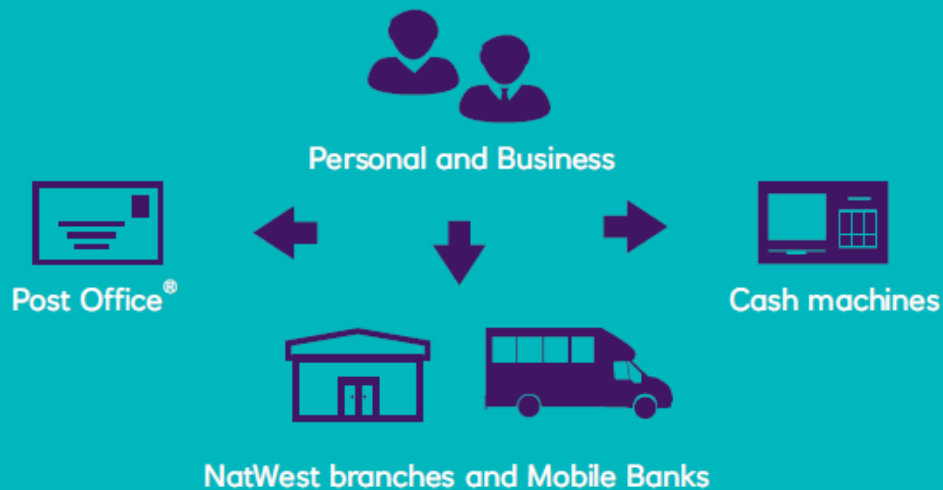 Personal and Business
Post Office®
Cash machines
NatWest branches and Mobile Banks